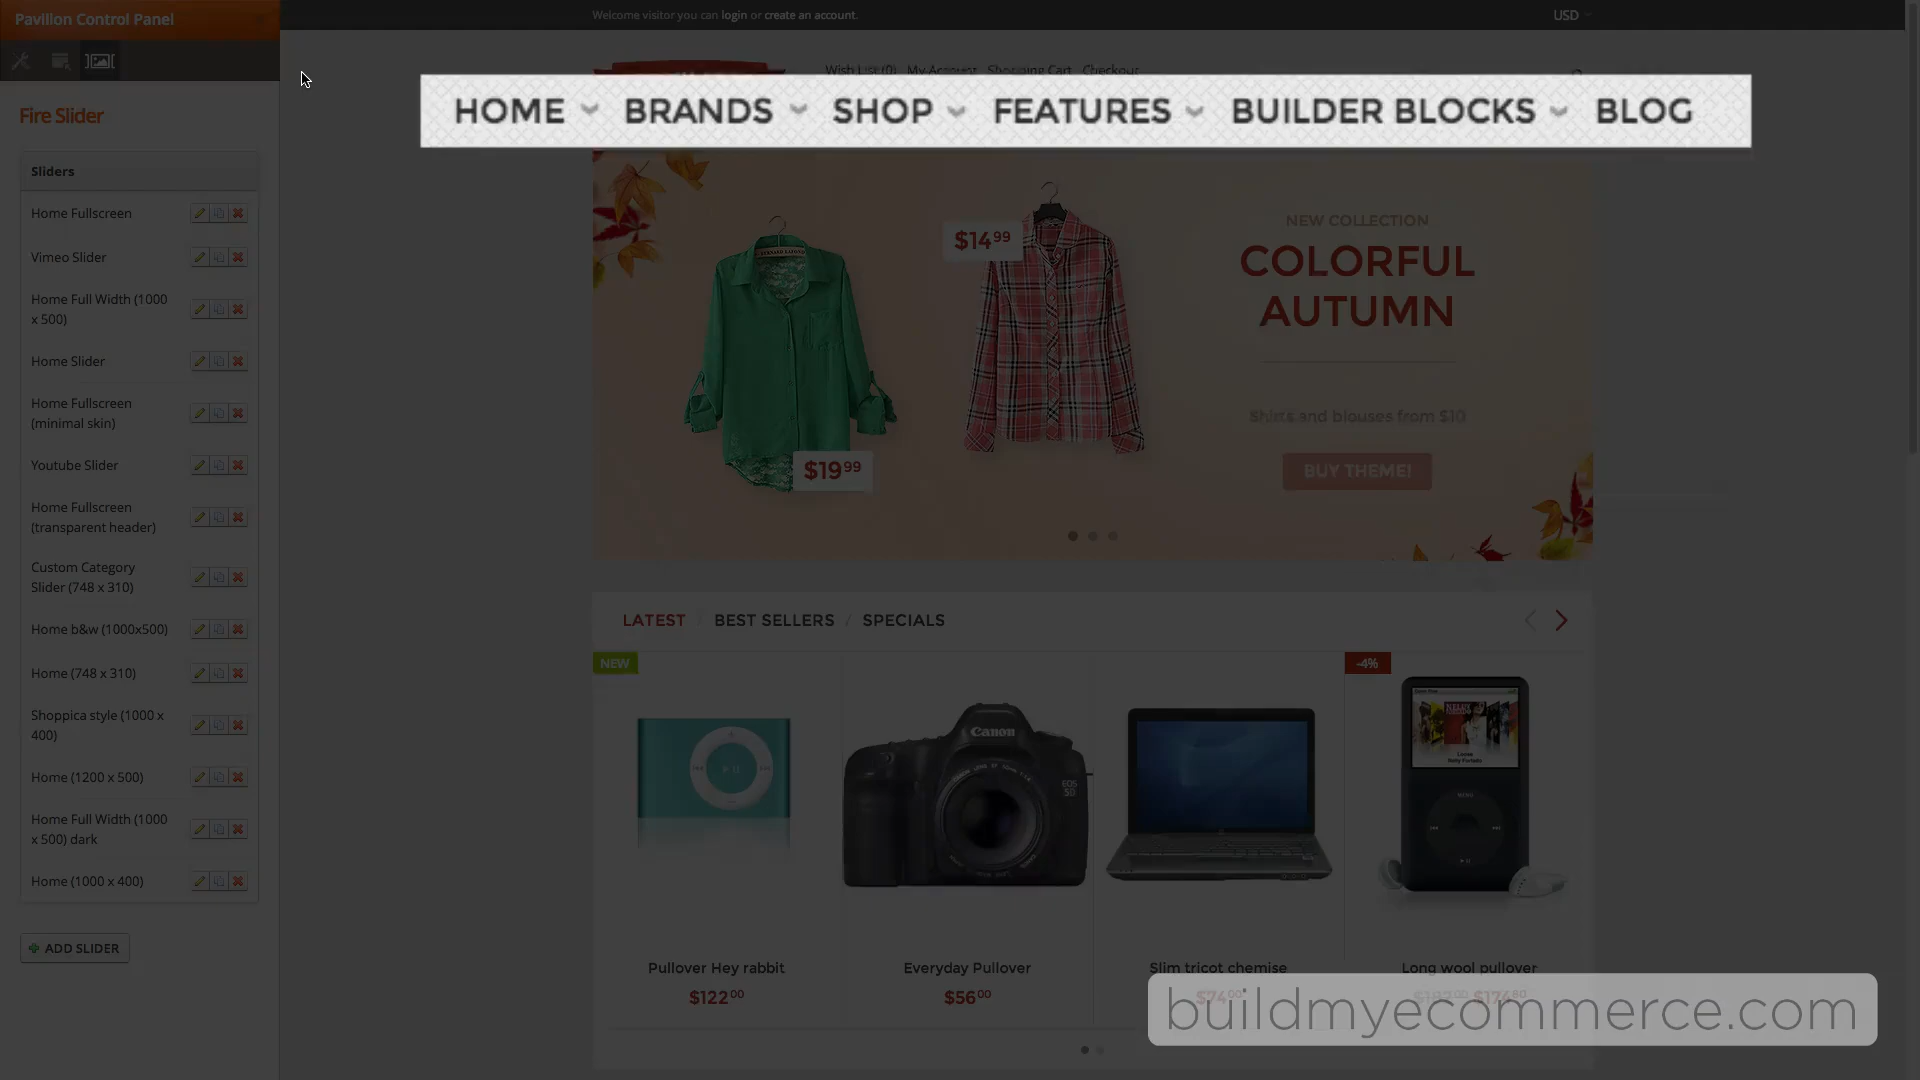 Pavilion Control Panel
Welcome visitor you can login or create an account.
USD
Wish List (0) My Account Shopping Cart Checkout
HOME BRANDS SHOP FEATURES BUILDER BLOCKS BLOG
Fire Slider
Sliders
Home Fullscreen
Vimeo Slider
Home Full Width (1000
x 500)
Home Slider
Home Fullscreen
(minimal skin)
Youtube Slider
Home Fullscreen
(transparent header)
Custom Category
Slider (748 x 310)
Home b&w (1000x500)
Home (748 x 310)
Shoppica style (1000 x
400)
Home (1200 x 500)
Home Full Width (1000
x 500) dark
Home (1000 x 400)
ADD SLIDER
$14.99
$19.99
NEW COLLECTION
COLORFUL
AUTUMN
Shirts and blouses from $10
BUY THEME!
LATEST / BEST SELLERS / SPECIALS
NEW
-4%
Canon
EOS
5D
MENU
Pullover Hey rabbit
$122.00
Everyday Pullover
$56.00
Slim tricot chemise
$74.00
Long wool pullover
buildmyecommerce.com